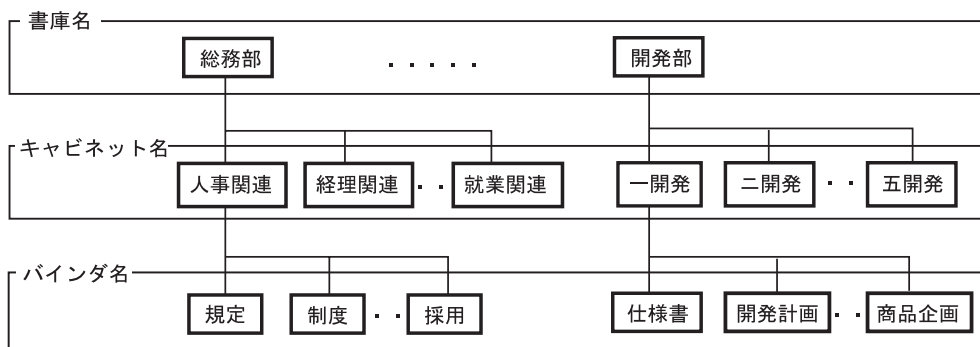 書庫名
総務部 ・・・・・ 開発部
キャビネット名
人事関連 経理関連 ・・ 就業関連 一開発 二開発 ・・ 五開発
バインダ名
規定 制度 ・・ 採用 仕様書 開発計画 ・・ 商品企画